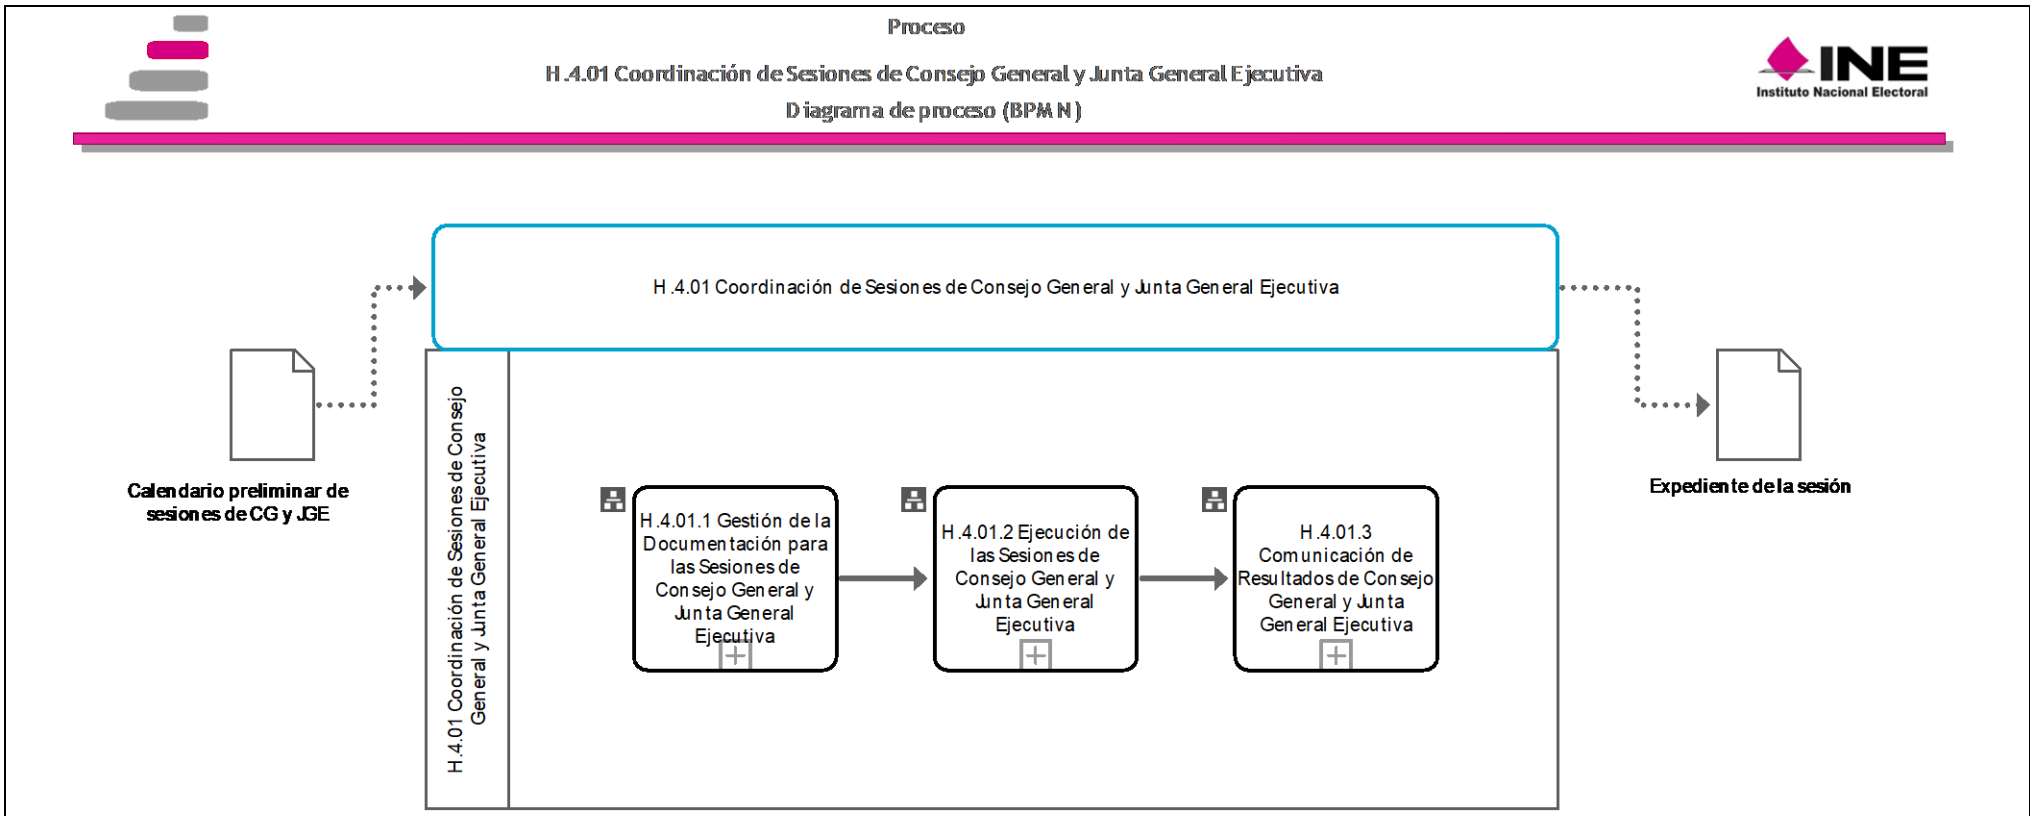 Proceso
H.4.01 Coordinación de Sesiones de Consejo General y Junta General Ejecutiva
Diagrama de proceso (BPMN)
INE
Instituto Nacional Electoral
H.4.01 Coordinación de Sesiones de Consejo General y Junta General Ejecutiva
Calendario preliminar de
sesiones de CG y JGE
H.4.01 Coordinación de Sesiones de Consejo
General y Junta General Ejecutiva
H.4.01.1 Gestión de la
Documentación para
las Sesiones de
Consejo General y
Junta General
Ejecutiva
H.4.01.2 Ejecución de
las Sesiones de
Consejo General y
Junta General
Ejecutiva
H.4.01.3
Comunicación de
Resultados de Consejo
General y Junta
General Ejecutiva
Expediente de la sesión